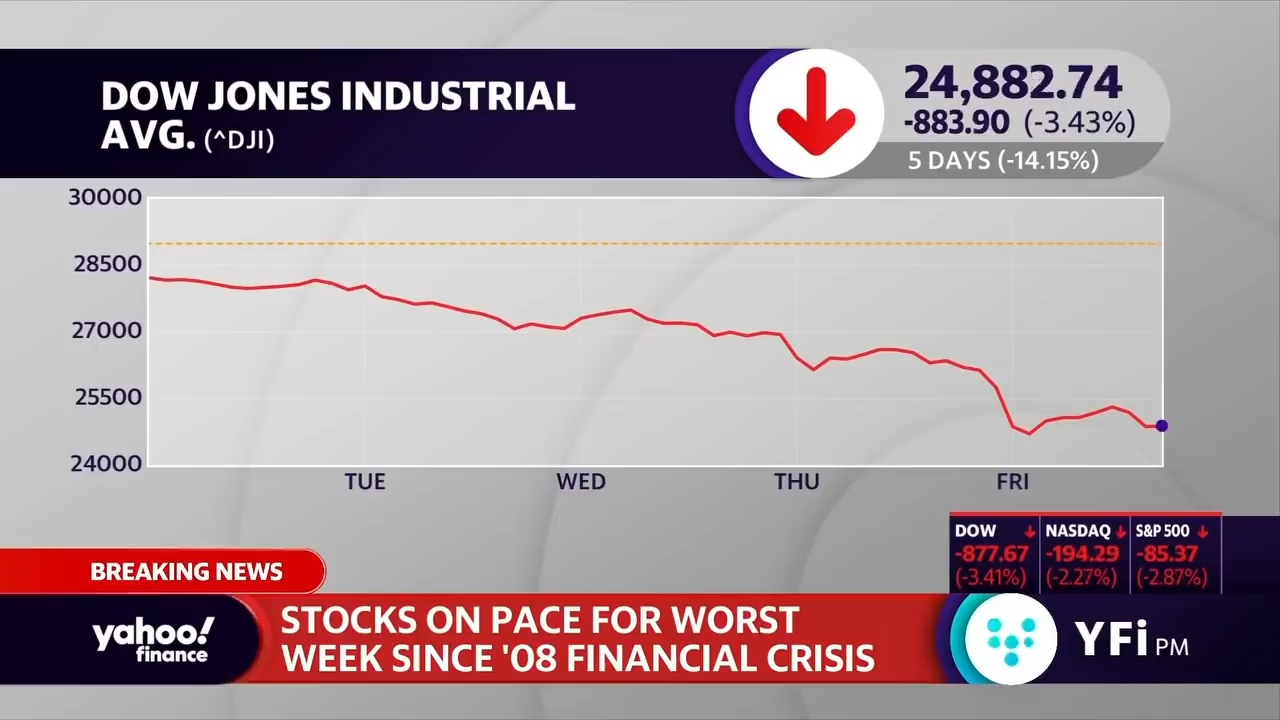 DOW JONES INDUSTRIAL
AVG. (^DJI)
24,882.74
-883.90 (-3.43%)
5 DAYS (-14.15%)
30000
28500
27000
25500
24000
TUE WED THU FRI
DOW NASDAQ S&P 500
-877.67 -194.29 -85.37
(-3.41%) (-2.27%) (-2.87%)
BREAKING NEWS
yahoo!
finance
STOCKS ON PACE FOR WORST
WEEK SINCE '08 FINANCIAL CRISIS
YFi PM